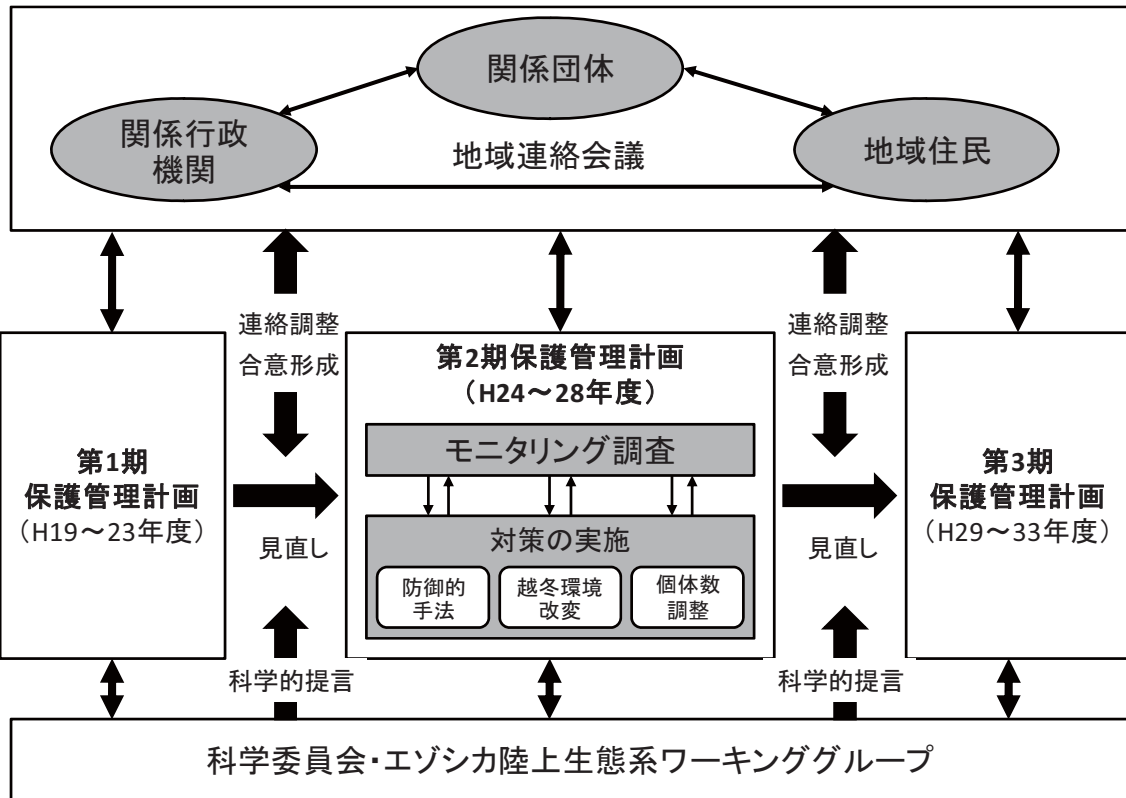 関係団体
関係行政
機関
地域住民
地域連絡会議
連絡調整
合意形成
連絡調整
合意形成
第1期
保護管理計画
（H19～23年度）
見直し
第2期保護管理計画
（H24～28年度）
モニタリング調査
対策の実施
防御的
手法
越冬環境
改変
個体数
調整
見直し
第3期
保護管理計画
（H29～33年度）
科学的提言
科学的提言
科学委員会・エゾシカ陸上生態系ワーキンググループ